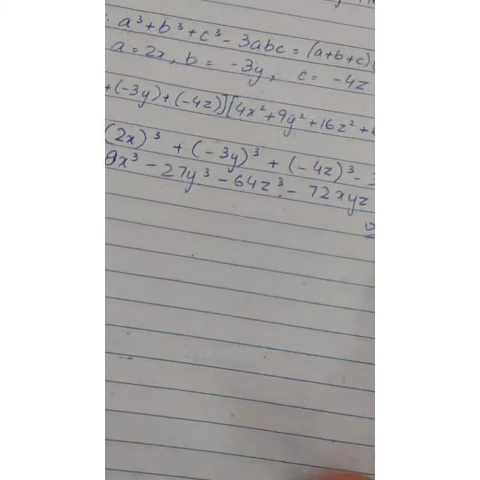 : a³ + b³ + c³ - 3abc = (a+b+c)(
a = 2x, b = -3y, c = -4z
+(-3y) + (-4z)][4x² + 9y² + 16z² +
(2x)³ + (-3y)³ + (-4z)³ -
8x³ - 27y³ - 64z³ - 72xyz